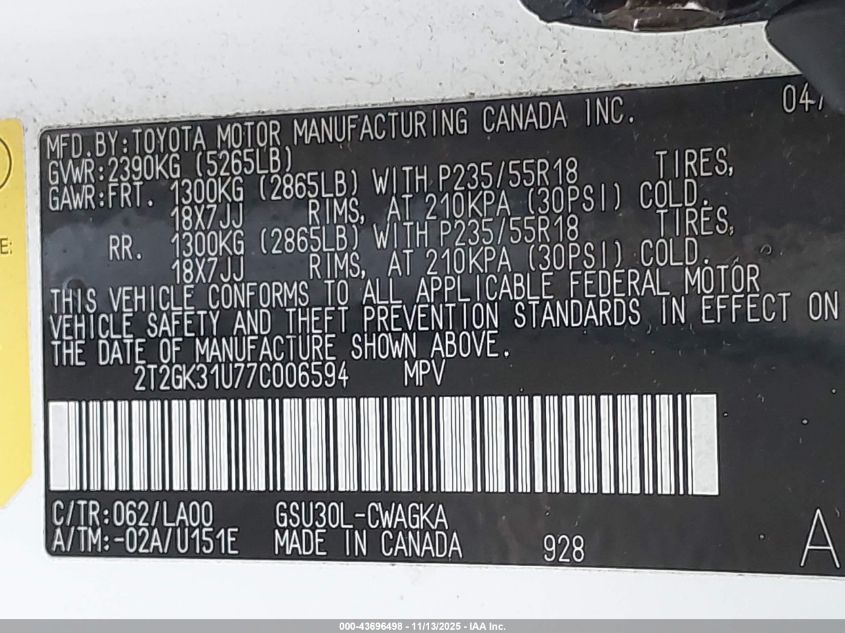 04/
MFD.BY:TOYOTA MOTOR MANUFACTURING CANADA INC.
GVWR:2390KG (5265LB)
GAWR:FRT. 1300KG (2865LB) WITH P235/55R18 TIRES,
18X7JJ RIMS, AT 210KPA (30PSI) COLD.
RR. 1300KG (2865LB) WITH P235/55R18 TIRES,
18X7JJ RIMS, AT 210KPA (30PSI) COLD.
THIS VEHICLE CONFORMS TO ALL APPLICABLE FEDERAL MOTOR
VEHICLE SAFETY AND THEFT PREVENTION STANDARDS IN EFFECT ON
THE DATE OF MANUFACTURE SHOWN ABOVE.
2T2GK31U77C006594 MPV
C/TR:062/LA00 GSU30L-CWAGKA
A/TM:-02A/U151E MADE IN CANADA 928 A
E:
000-43696498 - 11/13/2025 - IAA Inc.